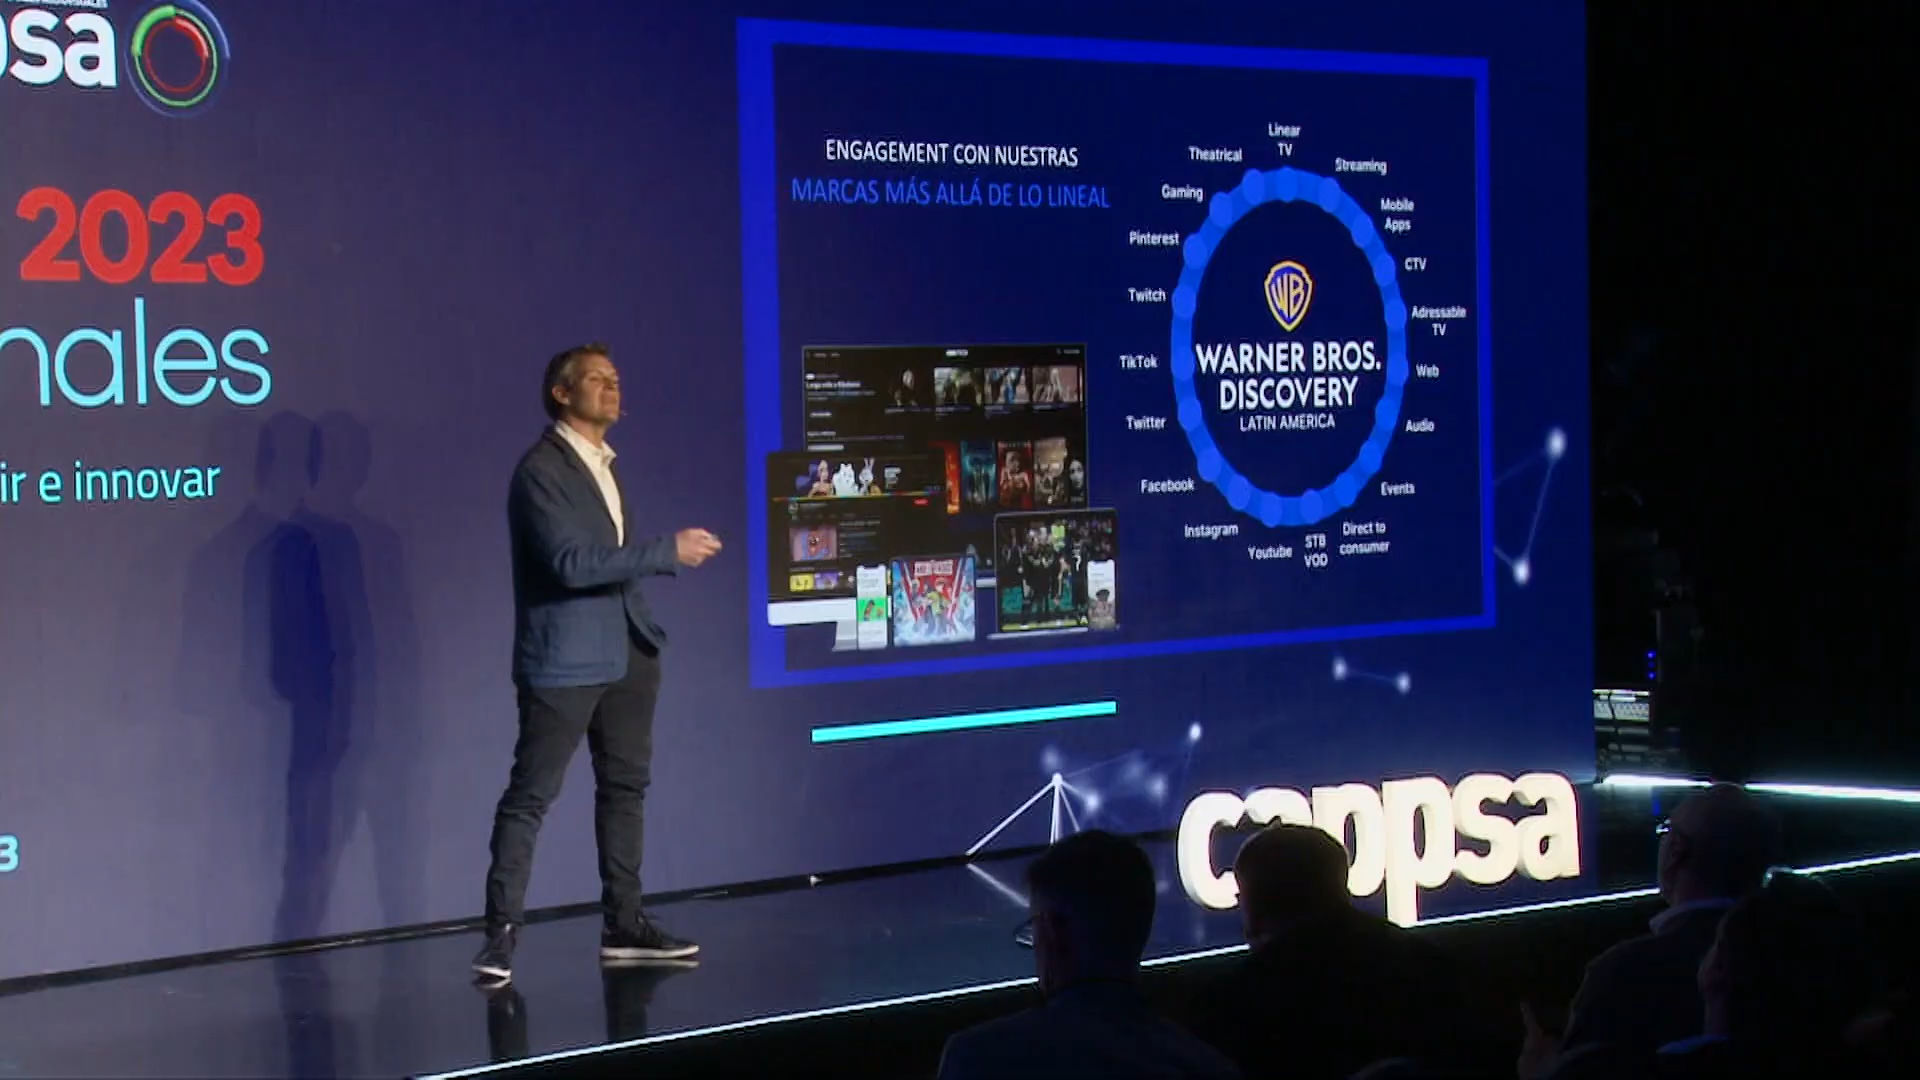 psa
2023
nales
ir e innovar
3
ENGAGEMENT CON NUESTRAS
MARCAS MÁS ALLÁ DE LO LINEAL
Linear
TV
Theatrical
Streaming
Gaming
Mobile
Apps
Pinterest
CTV
Twitch
Adressable
TV
TikTok
Web
Twitter
Audio
Facebook
Events
Instagram
Direct to
consumer
Youtube
STB
VOD
WB
WARNER BROS.
DISCOVERY
LATIN AMERICA
cappsa